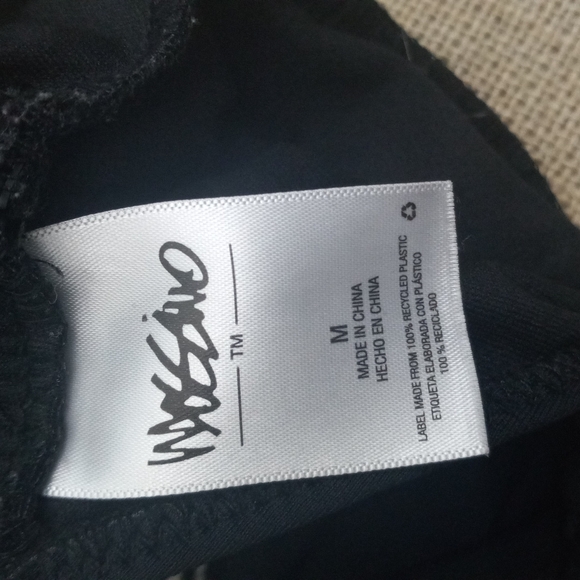 MOSSIMO
TM
M
MADE IN CHINA
HECHO EN CHINA
LABEL MADE FROM 100% RECYCLED PLASTIC
ETIQUETA ELABORADA CON PLÁSTICO
100 % RECICLADO